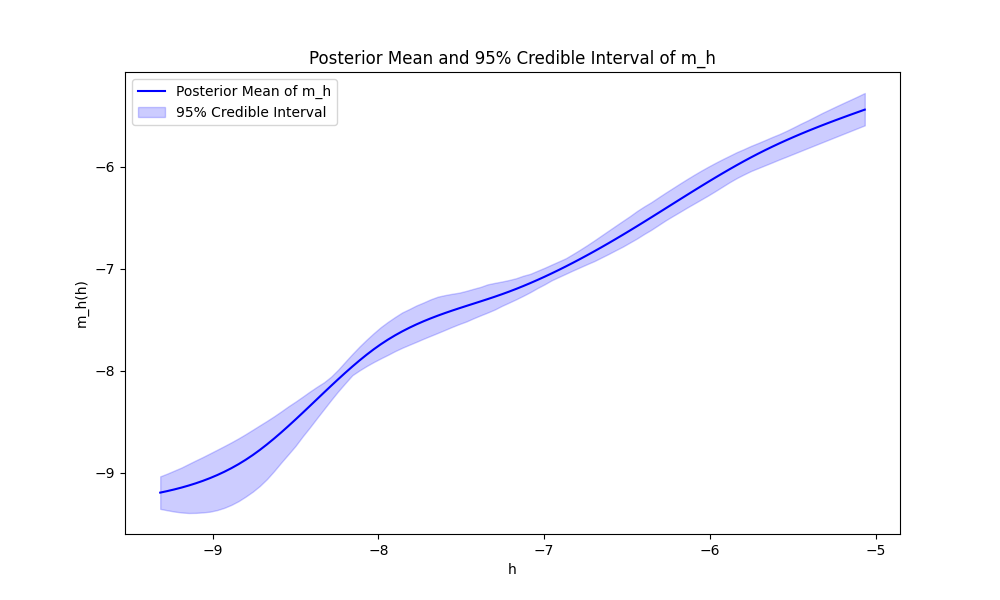 Posterior Mean and 95% Credible Interval of m_h
Posterior Mean of m_h
95% Credible Interval
m_h(h)
−6
−7
−8
−9
−9
−8
−7
−6
−5
h